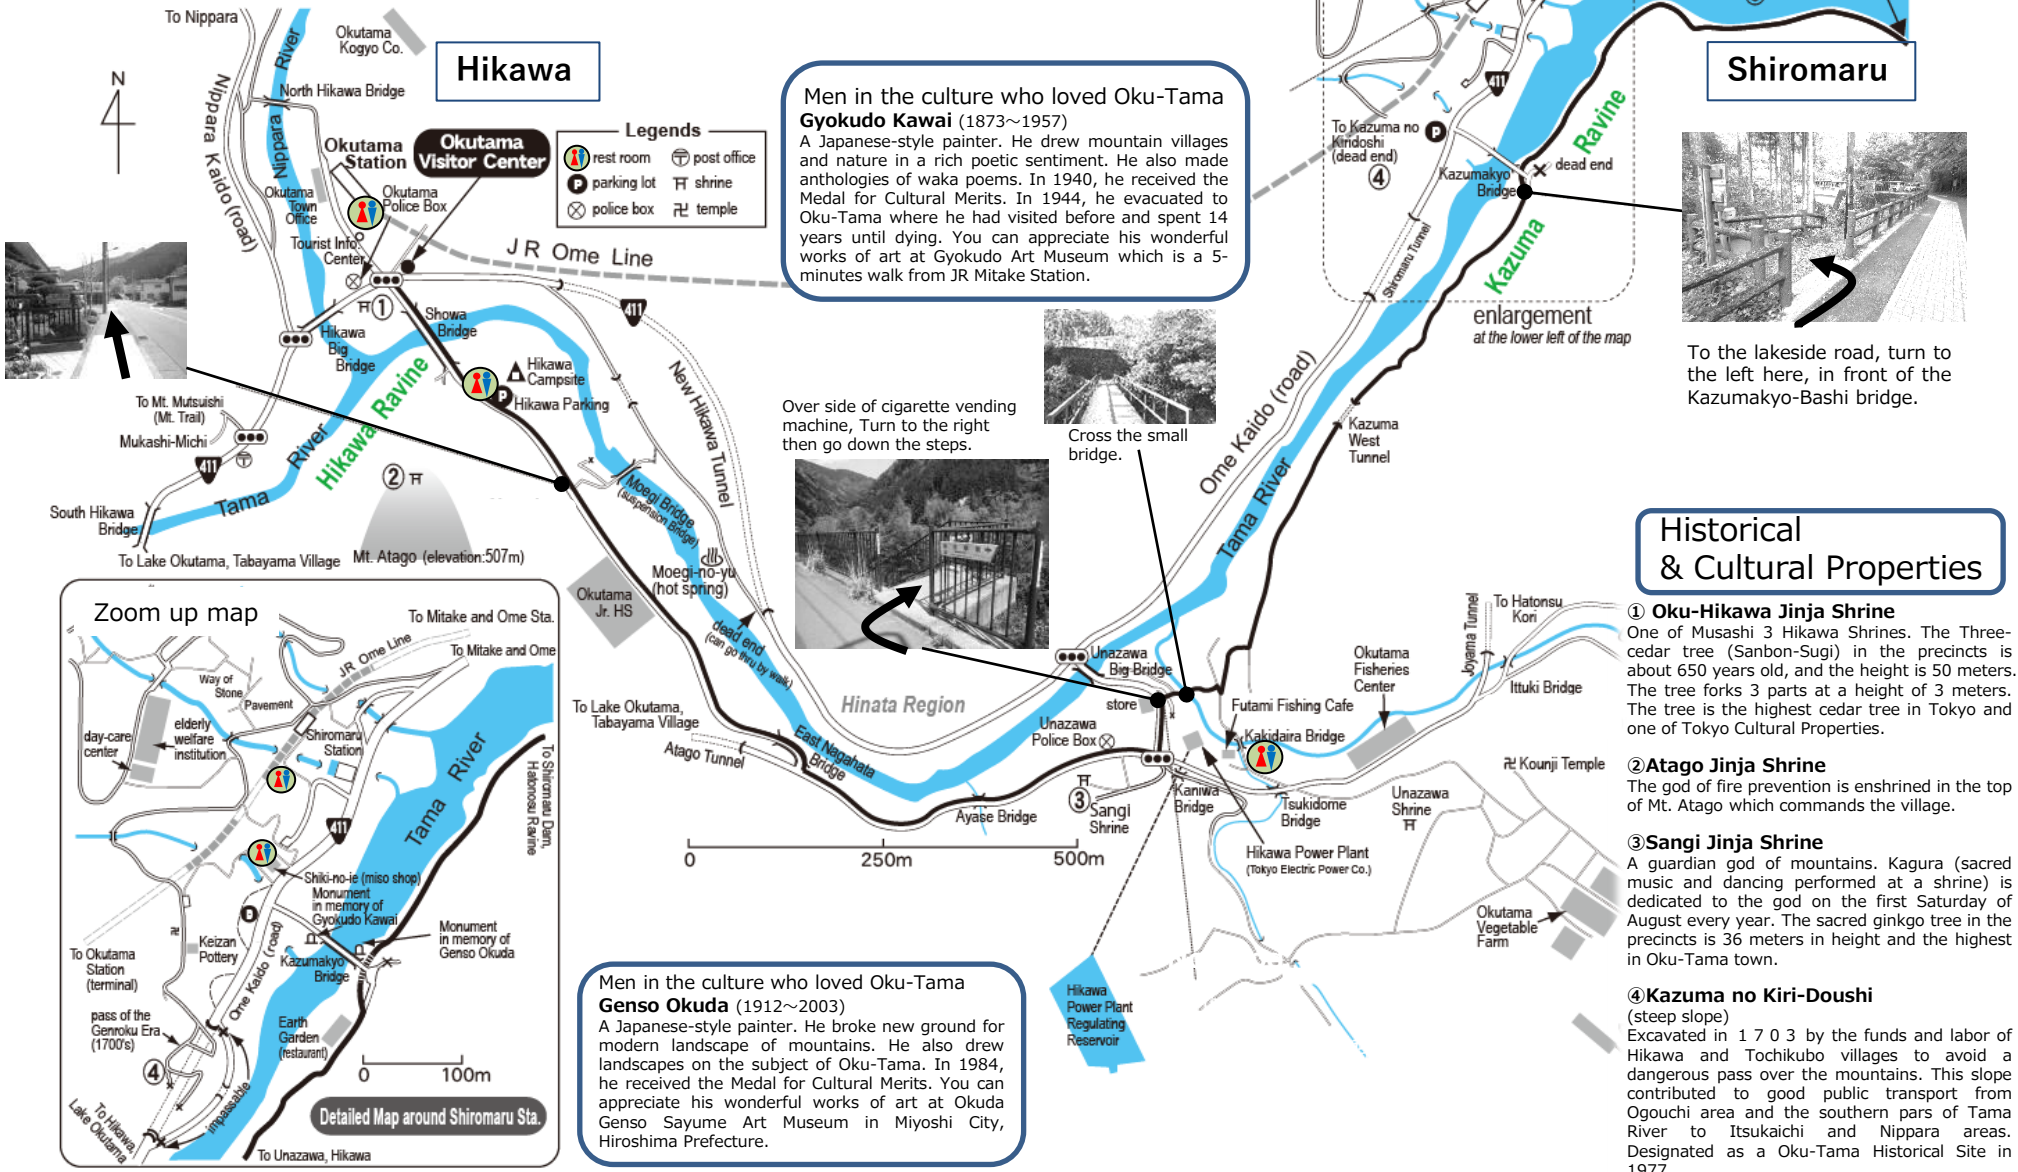 To Nippara
Okutama
Kogyo Co.
Hikawa
N
Nippara Kaido (road)
Nippara River
North Hikawa Bridge
Okutama
Station
Okutama
Visitor Center
Okutama
Town
Office
Okutama
Police Box
Tourist Info.
Center
Legends
rest room
post office
P parking lot
shrine
police box
temple
JR Ome Line
411
①
Showa
Bridge
Hikawa
Big
Bridge
Hikawa Ravine
Hikawa
Campsite
P
Hikawa Parking
New Hikawa Tunnel
To Mt. Mutsuishi
(Mt. Trail)
Mukashi-Michi
411
Tama River
②
South Hikawa
Bridge
To Lake Okutama, Tabayama Village
Mt. Atago (elevation:507m)
Moegi Bridge
(suspension Bridge)
Moegi-no-yu
(hot spring)
Okutama
Jr. HS
dead end
(can go thru by walk)
To Lake Okutama,
Tabayama Village
Atago Tunnel
East Nagahata
Bridge
Hinata Region
Men in the culture who loved Oku-Tama
Gyokudo Kawai (1873～1957)
A Japanese-style painter. He drew mountain villages
and nature in a rich poetic sentiment. He also made
anthologies of waka poems. In 1940, he received the
Medal for Cultural Merits. In 1944, he evacuated to
Oku-Tama where he had visited before and spent 14
years until dying. You can appreciate his wonderful
works of art at Gyokudo Art Museum which is a 5-
minutes walk from JR Mitake Station.
Over side of cigarette vending
machine, Turn to the right
then go down the steps.
Cross the small
bridge.
411
To Kazuma no
Kiridoshi
(dead end)
P
④
Kazumakyo
Bridge
dead end
Kazuma Ravine
Shiromaru Tunnel
enlargement
at the lower left of the map
Shiromaru
To the lakeside road, turn to
the left here, in front of the
Kazumakyo-Bashi bridge.
Ome Kaido (road)
Kazuma
West
Tunnel
Tama River
Unazawa
Big Bridge
store
Unazawa
Police Box
Futami Fishing Cafe
Kakidaira Bridge
Okutama
Fisheries
Center
Joyama Tunnel
To Hatonsu
Kori
Ittuki Bridge
Kounji Temple
Unazawa
Shrine
③
Sangi
Shrine
Ayase Bridge
Kaniwa
Bridge
Tsukidome
Bridge
Hikawa Power Plant
(Tokyo Electric Power Co.)
0
250m
500m
Okutama
Vegetable
Farm
Hikawa
Power Plant
Regulating
Reservoir
Zoom up map
To Mitake and Ome Sta.
JR Ome Line
To Mitake and Ome
Way of
Stone
Pavement
day-care
center
elderly
welfare
institution
Shiromaru
Station
Tama River
To Shiromaru Dam,
Hatonosu Ravine
411
Shiki-no-ie (miso shop)
Monument
in memory of
Gyokudo Kawai
P
Keizan
Pottery
Kazumakyo
Bridge
Monument
in memory of
Genso Okuda
To Okutama
Station
(terminal)
Ome Kaido (road)
pass of the
Genroku Era
(1700's)
④
Earth
Garden
(restaurant)
0
100m
impassable
To Hikawa,
Lake Okutama
Detailed Map around Shiromaru Sta.
To Unazawa, Hikawa
Men in the culture who loved Oku-Tama
Genso Okuda (1912～2003)
A Japanese-style painter. He broke new ground for
modern landscape of mountains. He also drew
landscapes on the subject of Oku-Tama. In 1984,
he received the Medal for Cultural Merits. You can
appreciate his wonderful works of art at Okuda
Genso Sayume Art Museum in Miyoshi City,
Hiroshima Prefecture.
Historical
& Cultural Properties
① Oku-Hikawa Jinja Shrine
One of Musashi 3 Hikawa Shrines. The Three-
cedar tree (Sanbon-Sugi) in the precincts is
about 650 years old, and the height is 50 meters.
The tree forks 3 parts at a height of 3 meters.
The tree is the highest cedar tree in Tokyo and
one of Tokyo Cultural Properties.
②Atago Jinja Shrine
The god of fire prevention is enshrined in the top
of Mt. Atago which commands the village.
③Sangi Jinja Shrine
A guardian god of mountains. Kagura (sacred
music and dancing performed at a shrine) is
dedicated to the god on the first Saturday of
August every year. The sacred ginkgo tree in the
precincts is 36 meters in height and the highest
in Oku-Tama town.
④Kazuma no Kiri-Doushi
(steep slope)
Excavated in 1 7 0 3 by the funds and labor of
Hikawa and Tochikubo villages to avoid a
dangerous pass over the mountains. This slope
contributed to good public transport from
Ogouchi area and the southern pars of Tama
River to Itsukaichi and Nippara areas.
Designated as a Oku-Tama Historical Site in
1977